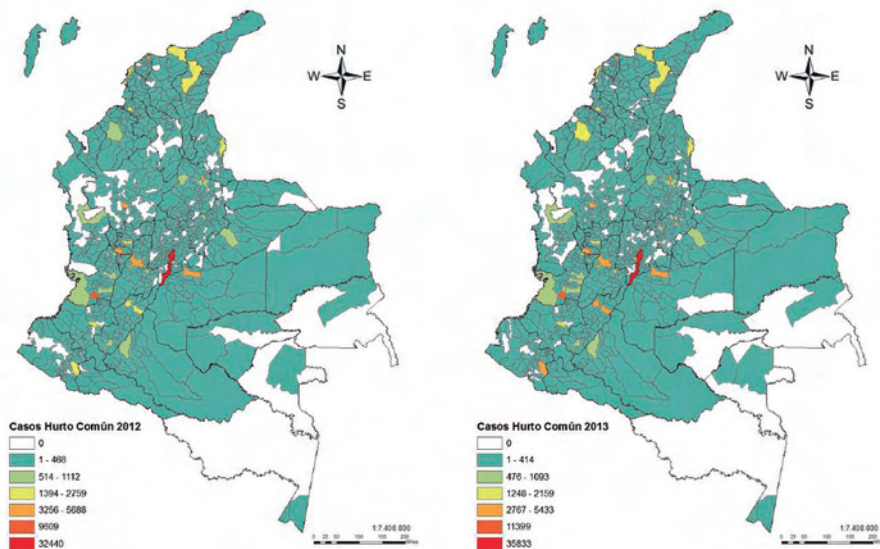 N
W E
S
Casos Hurto Común 2012
0
1 - 468
514 - 1112
1394 - 2759
3256 - 5688
9609
32440
1:7.400.000
N
W E
S
Casos Hurto Común 2013
0
1 - 414
476 - 1093
1248 - 2159
2767 - 5433
11399
35833
1:7.400.000